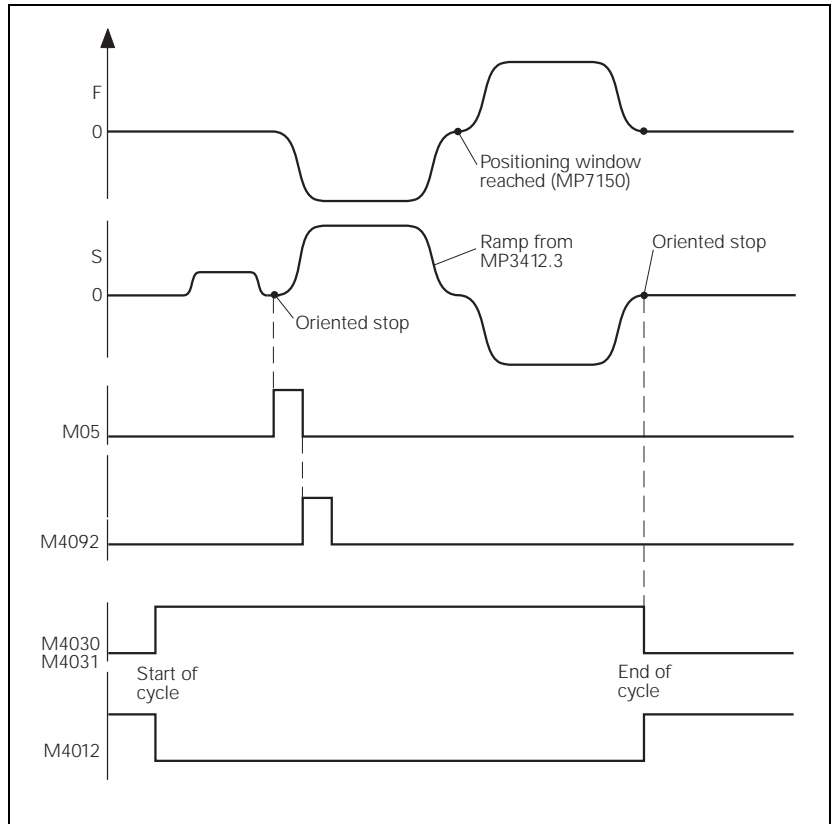 F
0
Positioning window
reached (MP7150)
S
0
Ramp from
MP3412.3
Oriented stop
Oriented stop
M05
M4092
M4030
M4031
Start of
cycle
End of
cycle
M4012